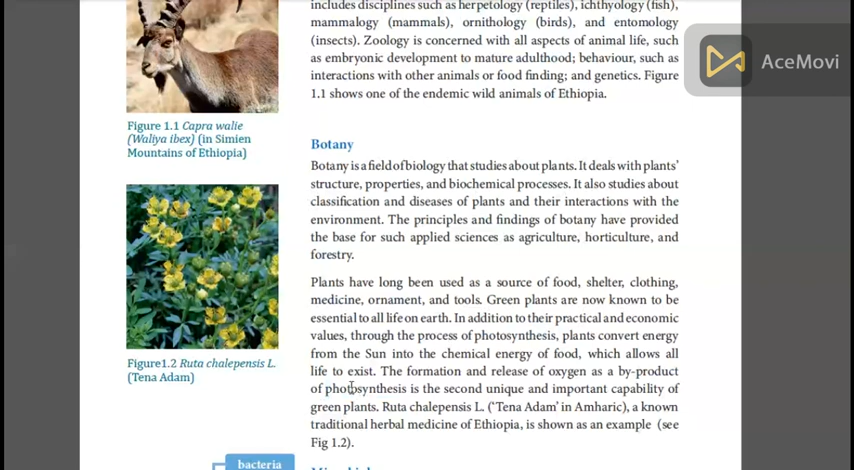 includes disciplines such as herpetology (reptiles), ichthyology (fish),
mammalogy (mammals), ornithology (birds), and entomology
(insects). Zoology is concerned with all aspects of animal life, such
as embryonic development to mature adulthood; behaviour, such as
interactions with other animals or food finding; and genetics. Figure
1.1 shows one of the endemic wild animals of Ethiopia.
AceMovi
Figure 1.1 Capra walie
(Waliya ibex) (in Simien
Mountains of Ethiopia)
Botany
Botany is a field of biology that studies about plants. It deals with plants'
structure, properties, and biochemical processes. It also studies about
classification and diseases of plants and their interactions with the
environment. The principles and findings of botany have provided
the base for such applied sciences as agriculture, horticulture, and
forestry.
Plants have long been used as a source of food, shelter, clothing,
medicine, ornament, and tools. Green plants are now known to be
essential to all life on earth. In addition to their practical and economic
values, through the process of photosynthesis, plants convert energy
from the Sun into the chemical energy of food, which allows all
life to exist. The formation and release of oxygen as a by-product
of photosynthesis is the second unique and important capability of
green plants. Ruta chalepensis L. ('Tena Adam' in Amharic), a known
traditional herbal medicine of Ethiopia, is shown as an example (see
Fig 1.2).
Figure1.2 Ruta chalepensis L.
(Tena Adam)
bacteria